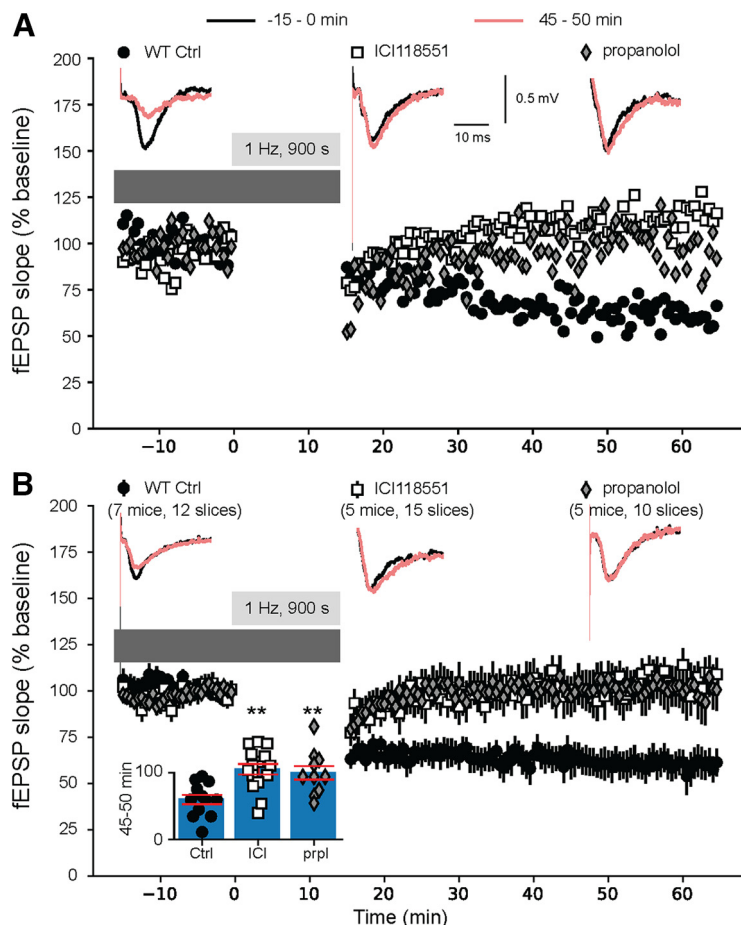 -15 - 0 min 45 - 50 min
A
WT Ctrl ICI118551 propanolol
0.5 mV
10 ms
1 Hz, 900 s
fEPSP slope (% baseline)
200
175
150
125
100
75
50
25
0
−10 0 10 20 30 40 50 60
B
WT Ctrl ICI118551 propanolol
(7 mice, 12 slices) (5 mice, 15 slices) (5 mice, 10 slices)
1 Hz, 900 s
fEPSP slope (% baseline)
200
175
150
125
100
75
50
25
0
** **
45-50 min
100
0
Ctrl ICI prpl
−10 0 10 20 30 40 50 60
Time (min)